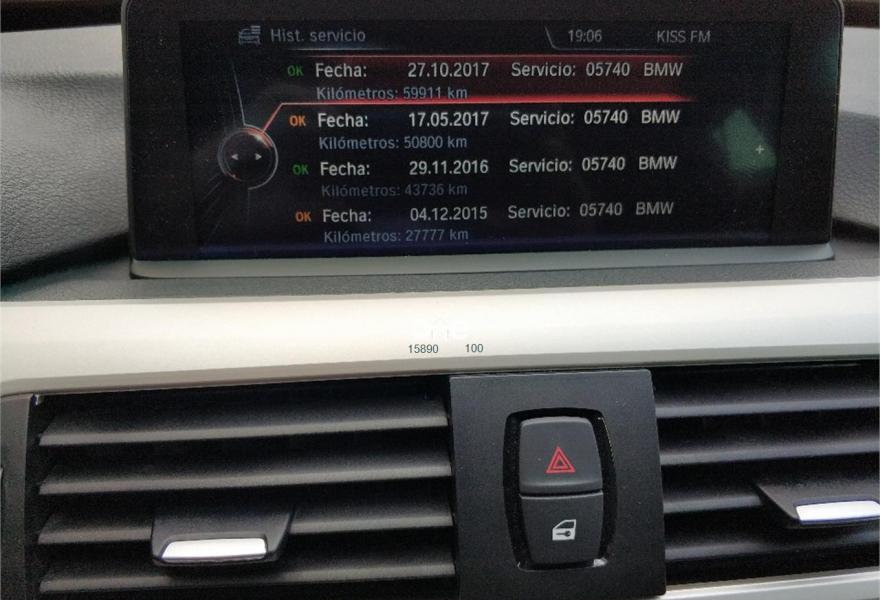 Hist. servicio 19:06 KISS FM
OK Fecha: 27.10.2017 Servicio: 05740 BMW
Kilómetros: 59911 km
OK Fecha: 17.05.2017 Servicio: 05740 BMW
Kilómetros: 50800 km
OK Fecha: 29.11.2016 Servicio: 05740 BMW
Kilómetros: 43736 km
OK Fecha: 04.12.2015 Servicio: 05740 BMW
Kilómetros: 27777 km
15890 100